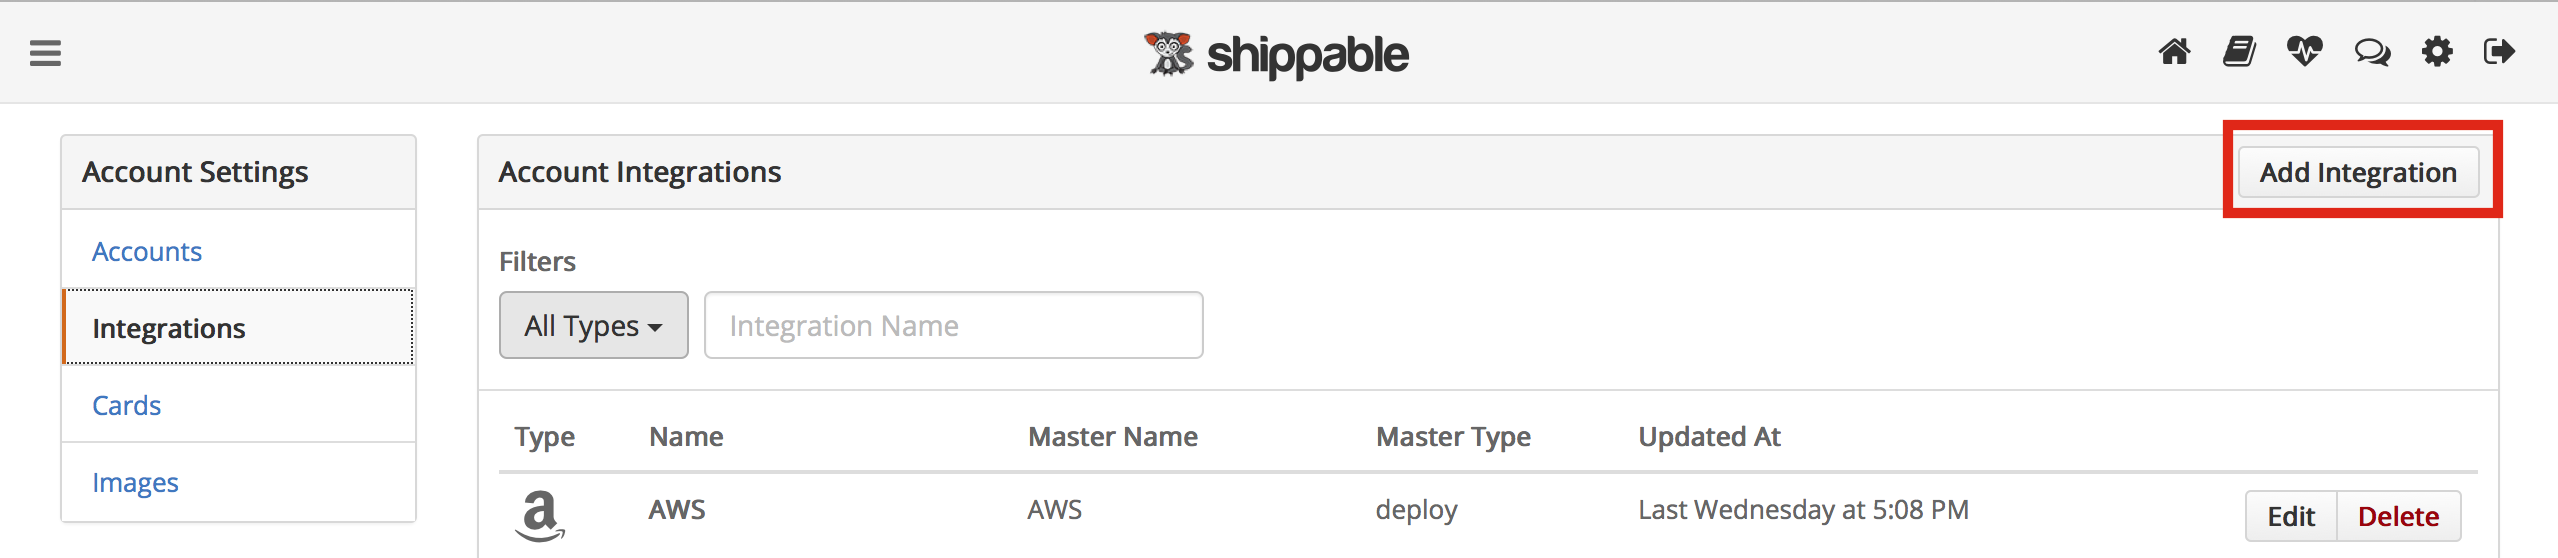 shippable
Account Settings
Accounts
Integrations
Cards
Images
Account Integrations
Add Integration
Filters
All Types
Integration Name
Type Name Master Name Master Type Updated At
AWS AWS deploy Last Wednesday at 5:08 PM Edit Delete